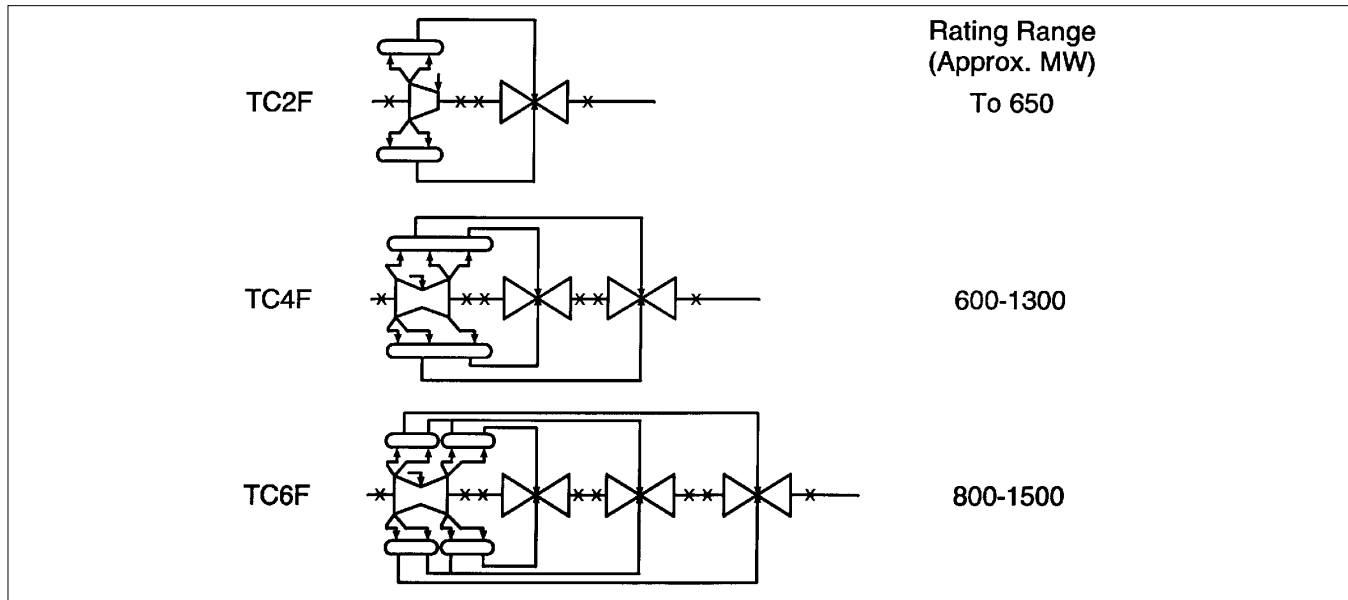 Rating Range
(Approx. MW)
TC2F
To 650
TC4F
600-1300
TC6F
800-1500